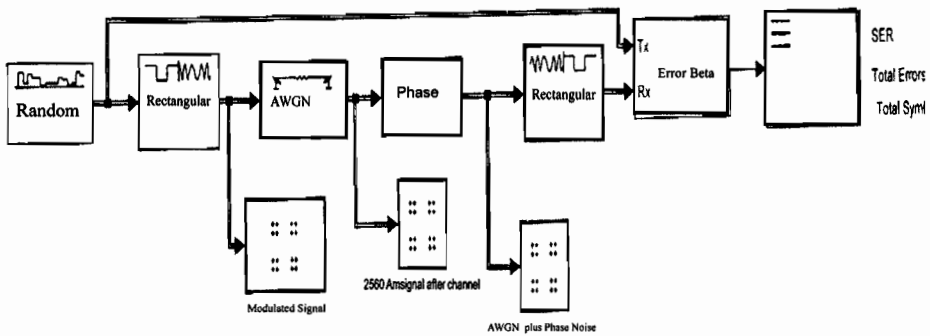 Tx
SER
Error Beta
Total Errors
Random
Rectangular
AWGN
Phase
Rectangular
Rx
Total Syml
2560 Amsignal after channel
Modulated Signal
AWGN plus Phase Noise